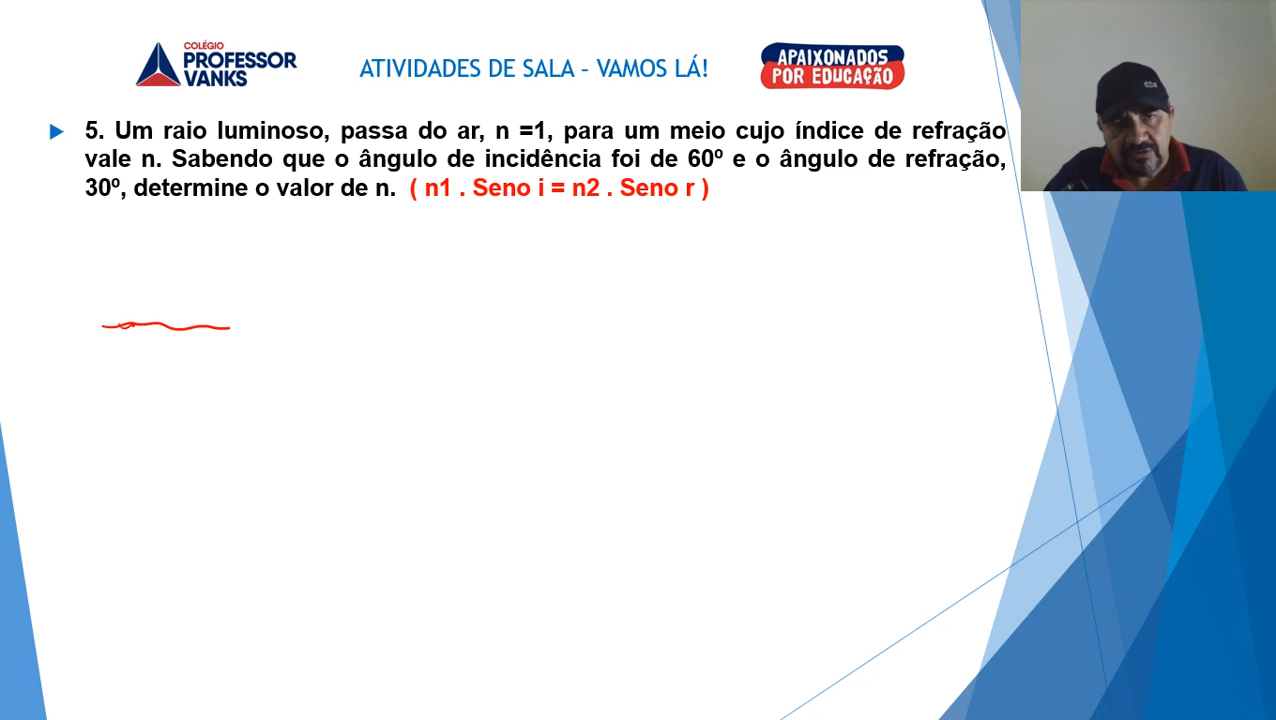 COLÉGIO
PROFESSOR
VANKS
ATIVIDADES DE SALA – VAMOS LÁ!
APAIXONADOS
POR EDUCAÇÃO
5. Um raio luminoso, passa do ar, n =1, para um meio cujo índice de refração
vale n. Sabendo que o ângulo de incidência foi de 60º e o ângulo de refração,
30º, determine o valor de n. ( n1 . Seno i = n2 . Seno r )